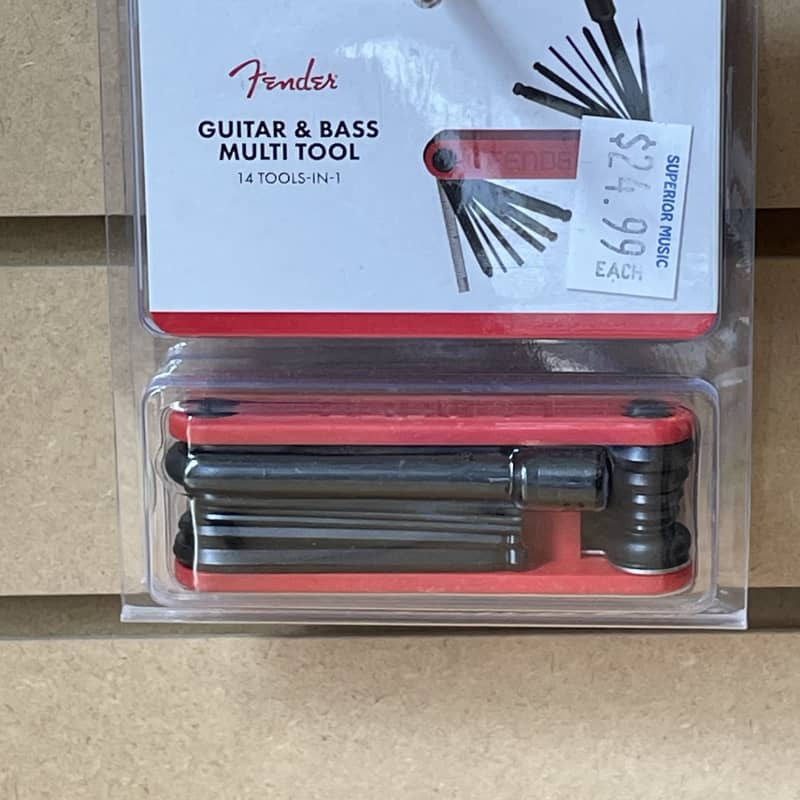 Fender
GUITAR & BASS
MULTI TOOL
14 TOOLS-IN-1
SUPERIOR MUSIC
$24.99
EACH